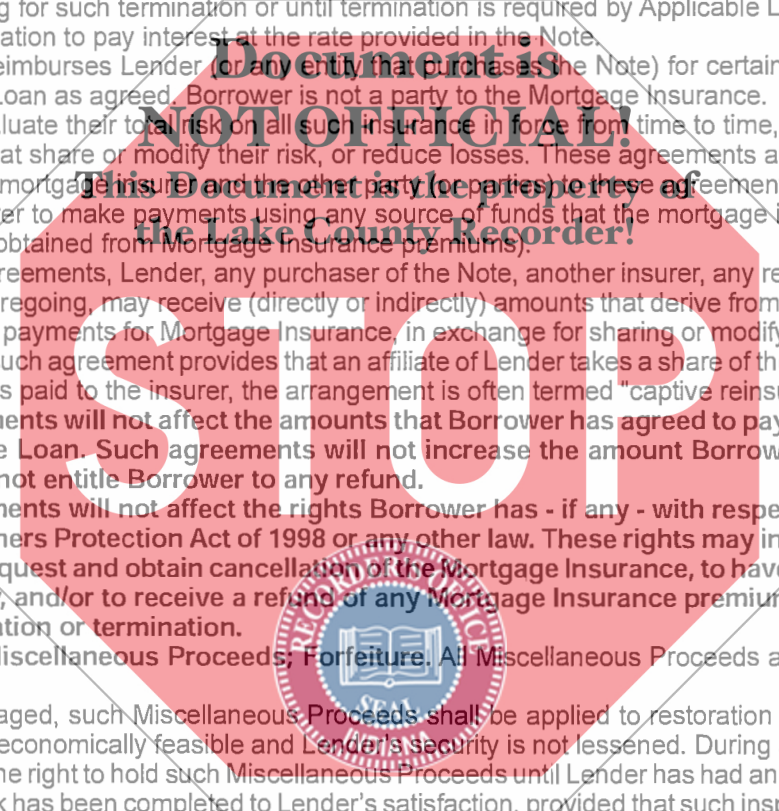 g for such termination or until termination is required by Applicable L
ation to pay interest at the rate provided in the Note.
eimburses Lender (or any entity that purchases the Note) for certain
Loan as agreed. Borrower is not a party to the Mortgage Insurance.
luate their total risk on all such insurance in force from time to time,
at share or modify their risk, or reduce losses. These agreements a
mortgage insurer and the other party (or parties) to these agreemen
er to make payments using any source of funds that the mortgage i
obtained from Mortgage Insurance premiums).
reements, Lender, any purchaser of the Note, another insurer, any re
regoing, may receive (directly or indirectly) amounts that derive from
payments for Mortgage Insurance, in exchange for sharing or modify
uch agreement provides that an affiliate of Lender takes a share of th
s paid to the insurer, the arrangement is often termed "captive reins
nents will not affect the amounts that Borrower has agreed to pay
e Loan. Such agreements will not increase the amount Borrow
not entitle Borrower to any refund.
nents will not affect the rights Borrower has - if any - with respe
ners Protection Act of 1998 or any other law. These rights may in
quest and obtain cancellation of the Mortgage Insurance, to have
, and/or to receive a refund of any Mortgage Insurance premium
ation or termination.
iscellaneous Proceeds; Forfeiture. All Miscellaneous Proceeds a
aged, such Miscellaneous Proceeds shall be applied to restoration
economically feasible and Lender's security is not lessened. During
he right to hold such Miscellaneous Proceeds until Lender has had an
k has been completed to Lender's satisfaction, provided that such insp
Document is
NOT OFFICIAL!
This Document is the property of
the Lake County Recorder!
STOP
RECORDER'S OFFICE
SEAL
INDIANA